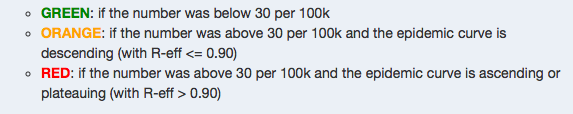 GREEN: if the number was below 30 per 100k
ORANGE: if the number was above 30 per 100k and the epidemic curve is
descending (with R-eff <= 0.90)
RED: if the number was above 30 per 100k and the epidemic curve is ascending or
plateauing (with R-eff > 0.90)